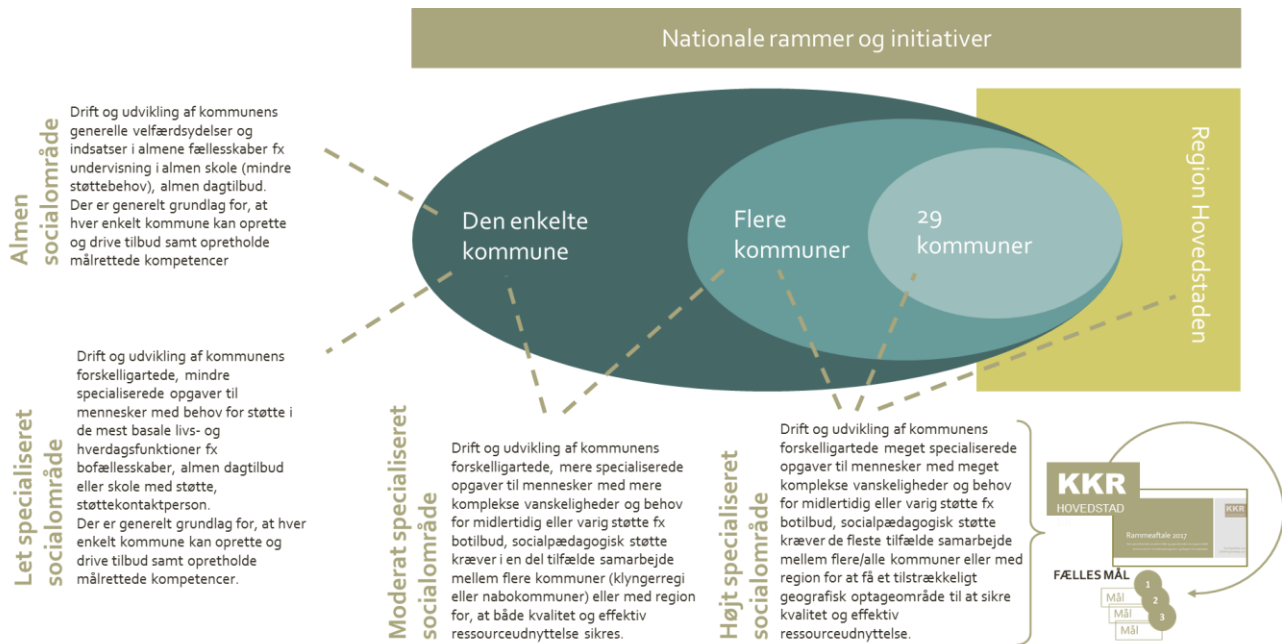 Nationale rammer og initiativer
Almen
socialområde
Drift og udvikling af kommunens
generelle velfærdsydelser og
indsatser i almene fællesskaber fx
undervisning i almen skole (mindre
støttebehov), almen dagtilbud.
Der er generelt grundlag for, at
hver enkelt kommune kan oprette
og drive tilbud samt opretholde
målrettede kompetencer
Den enkelte
kommune
Flere
kommuner
29
kommuner
Region Hovedstaden
Let specialiseret
socialområde
Drift og udvikling af kommunens
forskelligartede, mindre
specialiserede opgaver til
mennesker med behov for støtte i
de mest basale livs- og
hverdagsfunktioner fx
bofællesskaber, almen dagtilbud
eller skole med støtte,
støttekontaktperson.
Der er generelt grundlag for, at hver
enkelt kommune kan oprette og
drive tilbud samt opretholde
målrettede kompetencer.
Moderat specialiseret
socialområde
Drift og udvikling af kommunens
forskelligartede, mere specialiserede
opgaver til mennesker med mere
komplekse vanskeligheder og behov
for midlertidig eller varig støtte fx
botilbud, socialpædagogisk støtte
kræver i en del tilfælde samarbejde
mellem flere kommuner (klyngerregi
eller nabokommuner) eller med region
for, at både kvalitet og effektiv
ressourceudnyttelse sikres.
Højt specialiseret
socialområde
Drift og udvikling af kommunens
forskelligartede meget specialiserede
opgaver til mennesker med meget
komplekse vanskeligheder og behov
for midlertidig eller varig støtte fx
botilbud, socialpædagogisk støtte
kræver de fleste tilfælde samarbejde
mellem flere/alle kommuner eller med
region for at få et tilstrækkeligt
geografisk optageområde til at sikre
kvalitet og effektiv
ressourceudnyttelse.
KKR
HOVEDSTAD
KKR
Rammeaftale 2017
FÆLLES MÅL
1
Mål
2
Mål
3
Mål